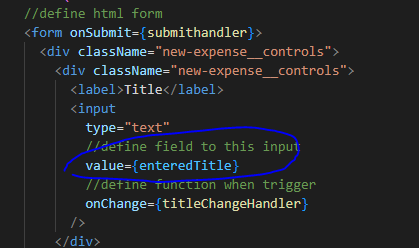 //define html form
<form onSubmit={submithandler}>
<div className="new-expense__controls">
<div className="new-expense__controls">
<label>Title</label>
<input
type="text"
//define field to this input
value={enteredTitle}
//define function when trigger
onChange={titleChangeHandler}
/>
</div>